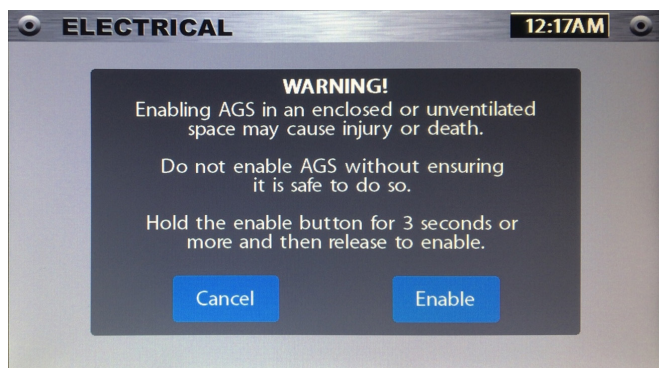 ELECTRICAL 12:17AM
WARNING!
Enabling AGS in an enclosed or unventilated
space may cause injury or death.
Do not enable AGS without ensuring
it is safe to do so.
Hold the enable button for 3 seconds or
more and then release to enable.
Cancel Enable